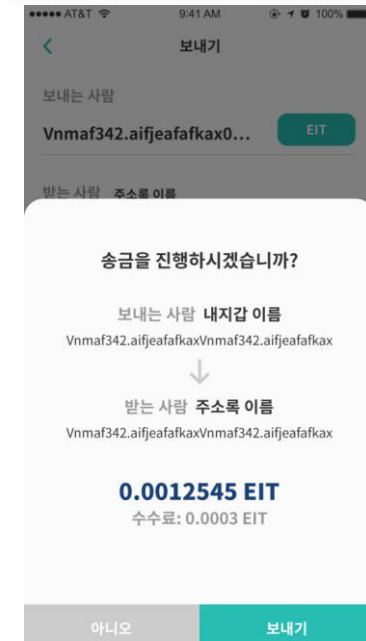 AT&T 9:41 AM 100%
보내기
보내는 사람
Vnmaf342.aifjeafafkax0... EIT
받는 사람 주소록 이름
송금을 진행하시겠습니까?
보내는 사람 내지갑 이름
Vnmaf342.aifjeafafkaxVnmaf342.aifjeafafkax
받는 사람 주소록 이름
Vnmaf342.aifjeafafkaxVnmaf342.aifjeafafkax
0.0012545 EIT
수수료: 0.0003 EIT
아니오 보내기